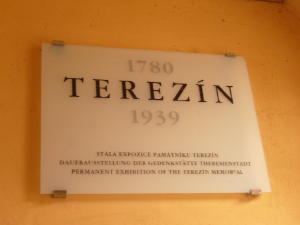 1780
TEREZÍN
1939
STÁLÁ EXPOZICE PAMÁTNÍKU TEREZÍN
DAUERAUSSTELLUNG DER GEDENKSTÄTTE THERESIENSTADT
PERMANENT EXHIBITION OF THE TEREZÍN MEMORIAL